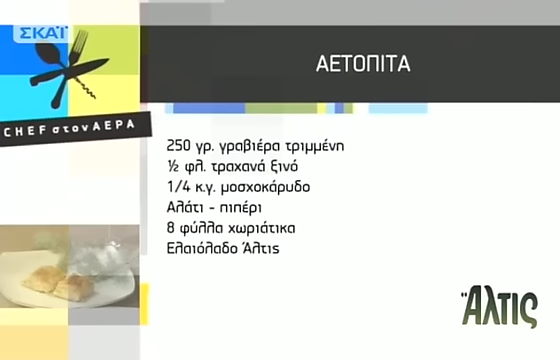 ΣΚΑΪ
ΑΕΤΟΠΙΤΑ
CHEF στον ΑΕΡΑ
250 γρ. γραβιέρα τριμμένη
½ φλ. τραχανά ξινό
1/4 κ.γ. μοσχοκάρυδο
Αλάτι - πιπέρι
8 φύλλα χωριάτικα
Ελαιόλαδο Άλτις
Άλτις